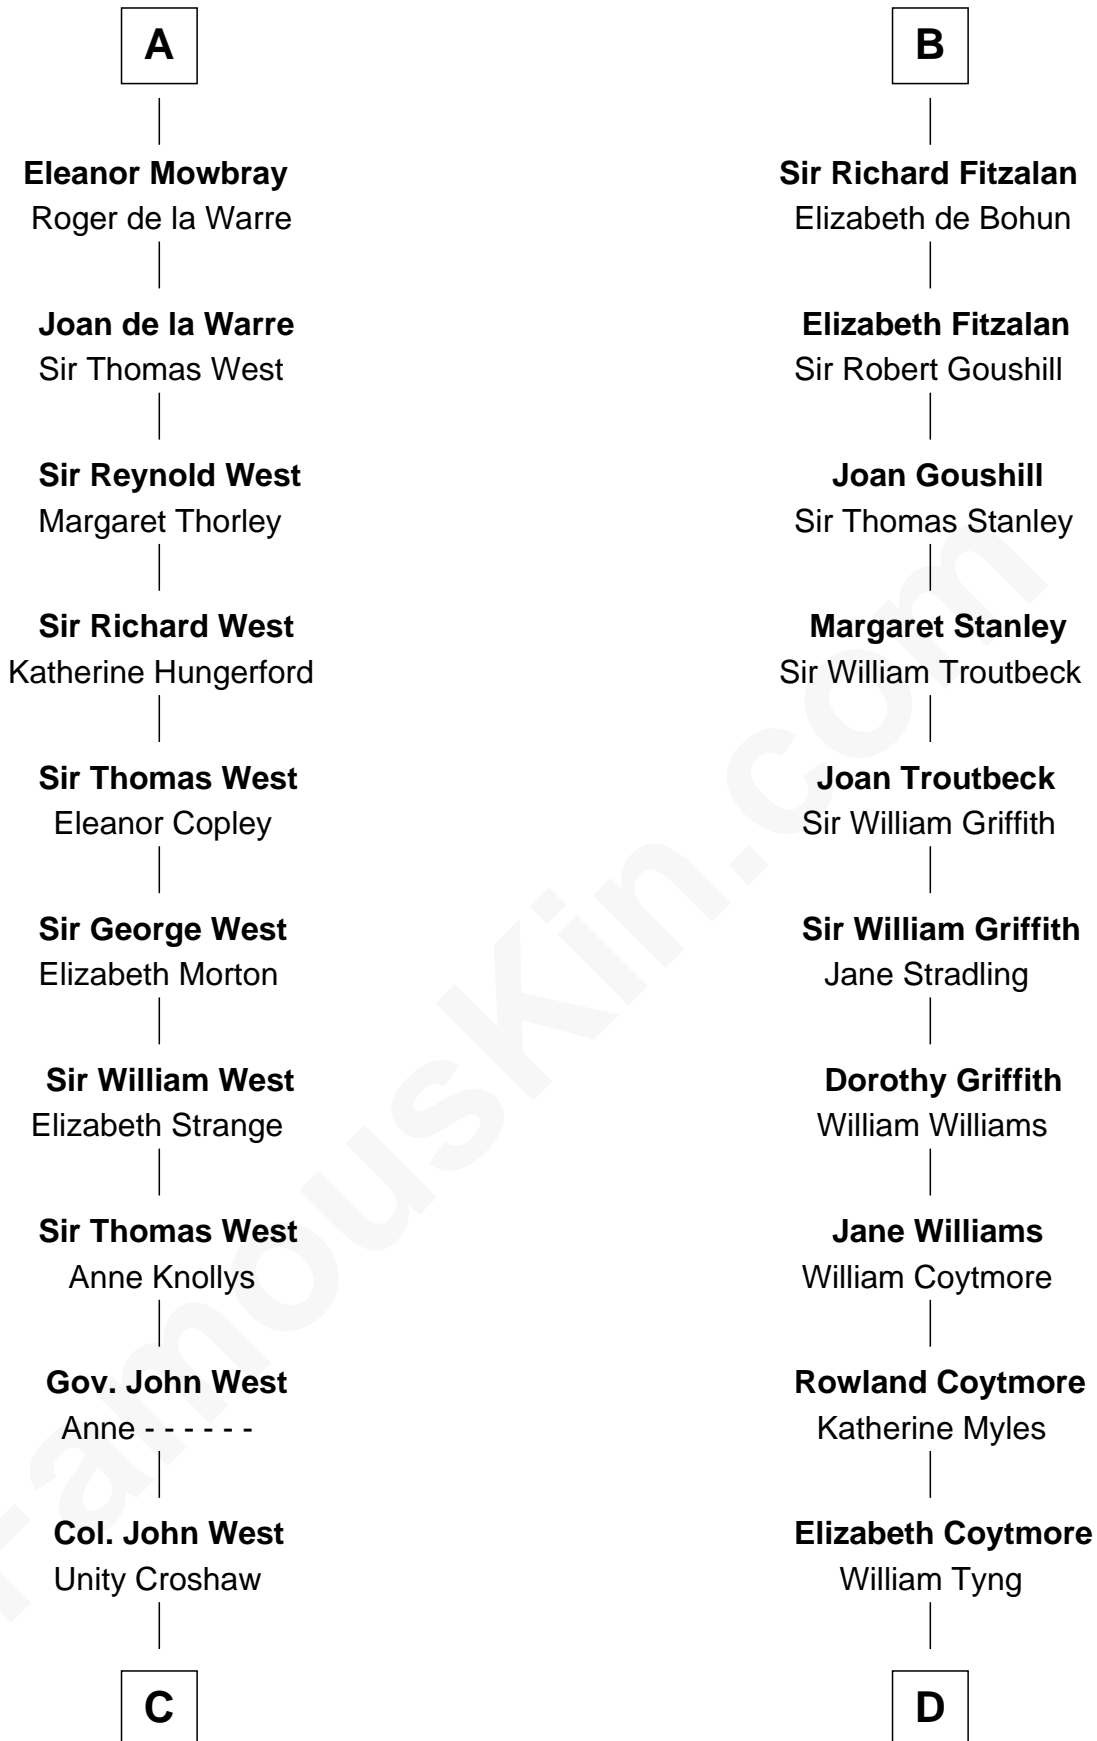 A
Eleanor Mowbray
Roger de la Warre
Joan de la Warre
Sir Thomas West
Sir Reynold West
Margaret Thorley
Sir Richard West
Katherine Hungerford
Sir Thomas West
Eleanor Copley
Sir George West
Elizabeth Morton
Sir William West
Elizabeth Strange
Sir Thomas West
Anne Knollys
Gov. John West
Anne - - - - - -
Col. John West
Unity Croshaw
C
B
Sir Richard Fitzalan
Elizabeth de Bohun
Elizabeth Fitzalan
Sir Robert Goushill
Joan Goushill
Sir Thomas Stanley
Margaret Stanley
Sir William Troutbeck
Joan Troutbeck
Sir William Griffith
Sir William Griffith
Jane Stradling
Dorothy Griffith
William Williams
Jane Williams
William Coytmore
Rowland Coytmore
Katherine Myles
Elizabeth Coytmore
William Tyng
D
FamousKin.com